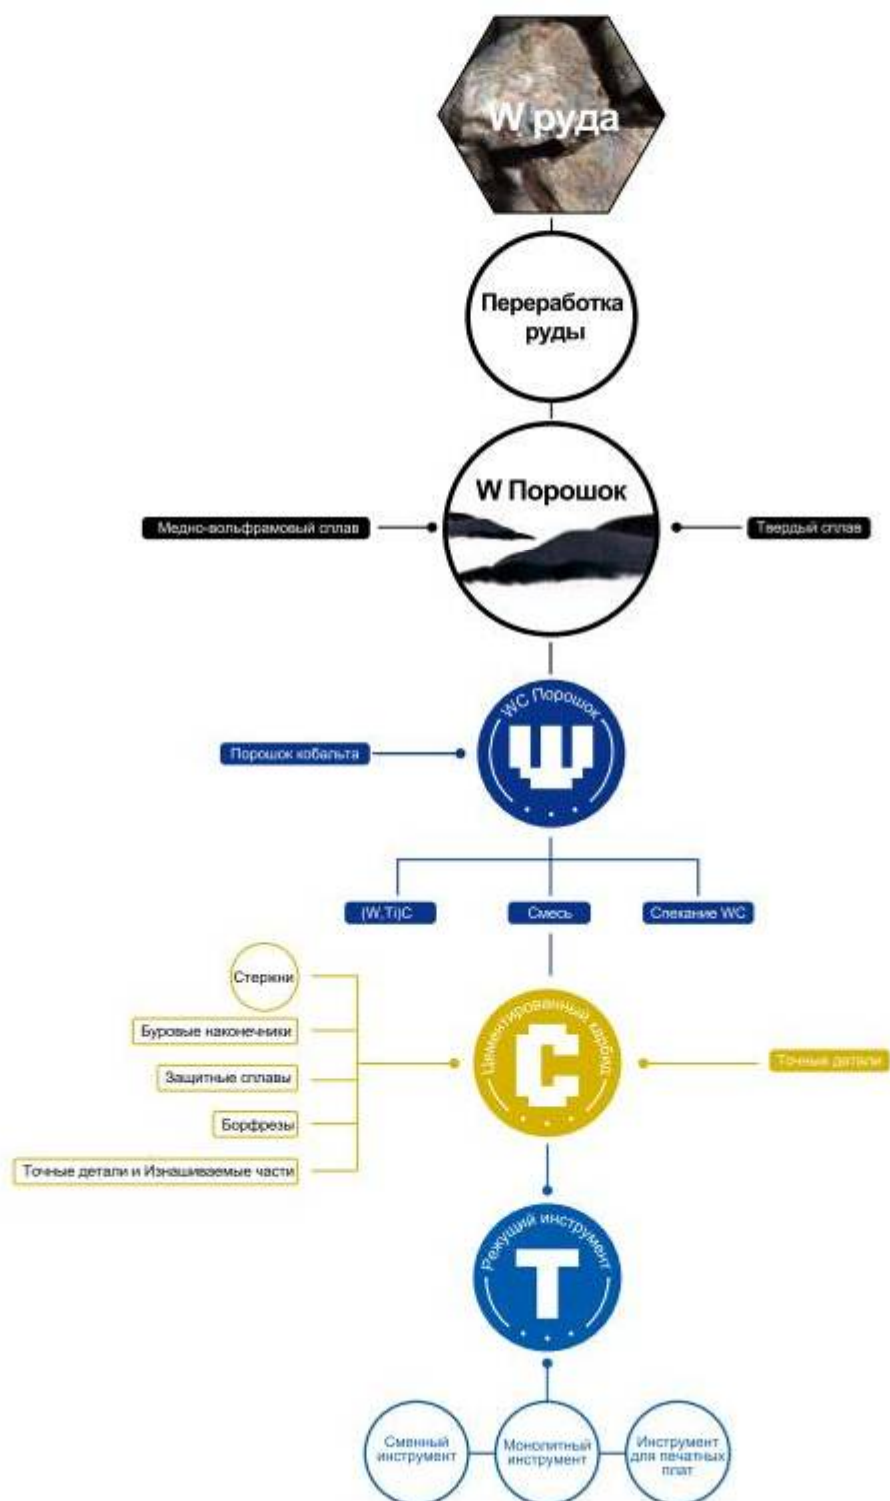 W руда
Переработка
руды
W Порошок
Медно-вольфрамовый сплав
Твердый сплав
WC Порошок
W
Порошок кобальта
(W,Ti)C
Смесь
Спекание WC
Стержни
Буровые наконечники
Защитные сплавы
Борфрезы
Точные детали и Изнашиваемые части
Цементированный карбид
C
Точные детали
Режущий инструмент
T
Сменный
инструмент
Монолитный
инструмент
Инструмент
для печатных
плат